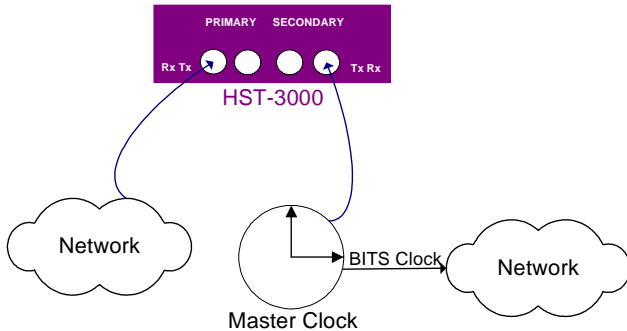 PRIMARY SECONDARY
Rx Tx Tx Rx
HST-3000
Network
BITS Clock
Network
Master Clock